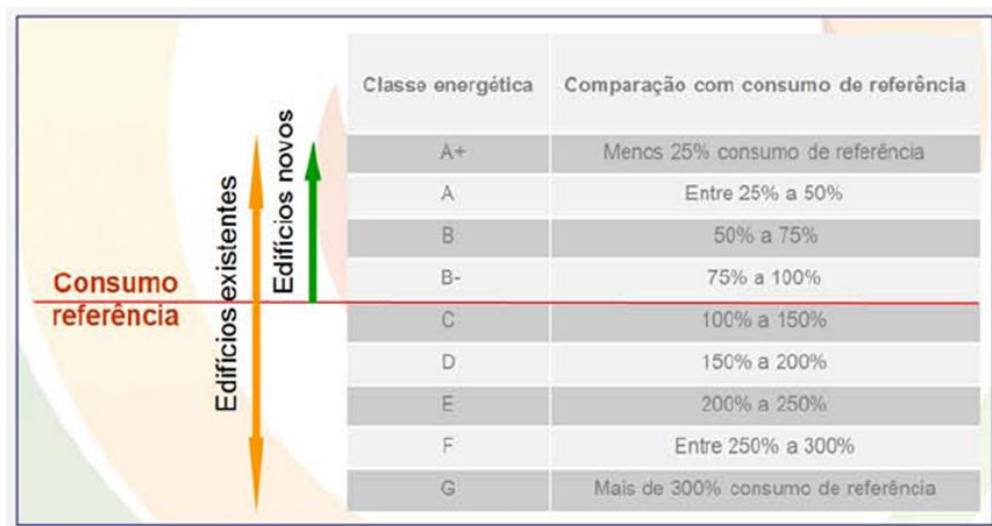 Classe energética Comparação com consumo de referência
A+ Menos 25% consumo de referência
A Entre 25% a 50%
B 50% a 75%
B- 75% a 100%
C 100% a 150%
D 150% a 200%
E 200% a 250%
F Entre 250% a 300%
G Mais de 300% consumo de referência
Consumo
referência
Edifícios existentes
Edifícios novos